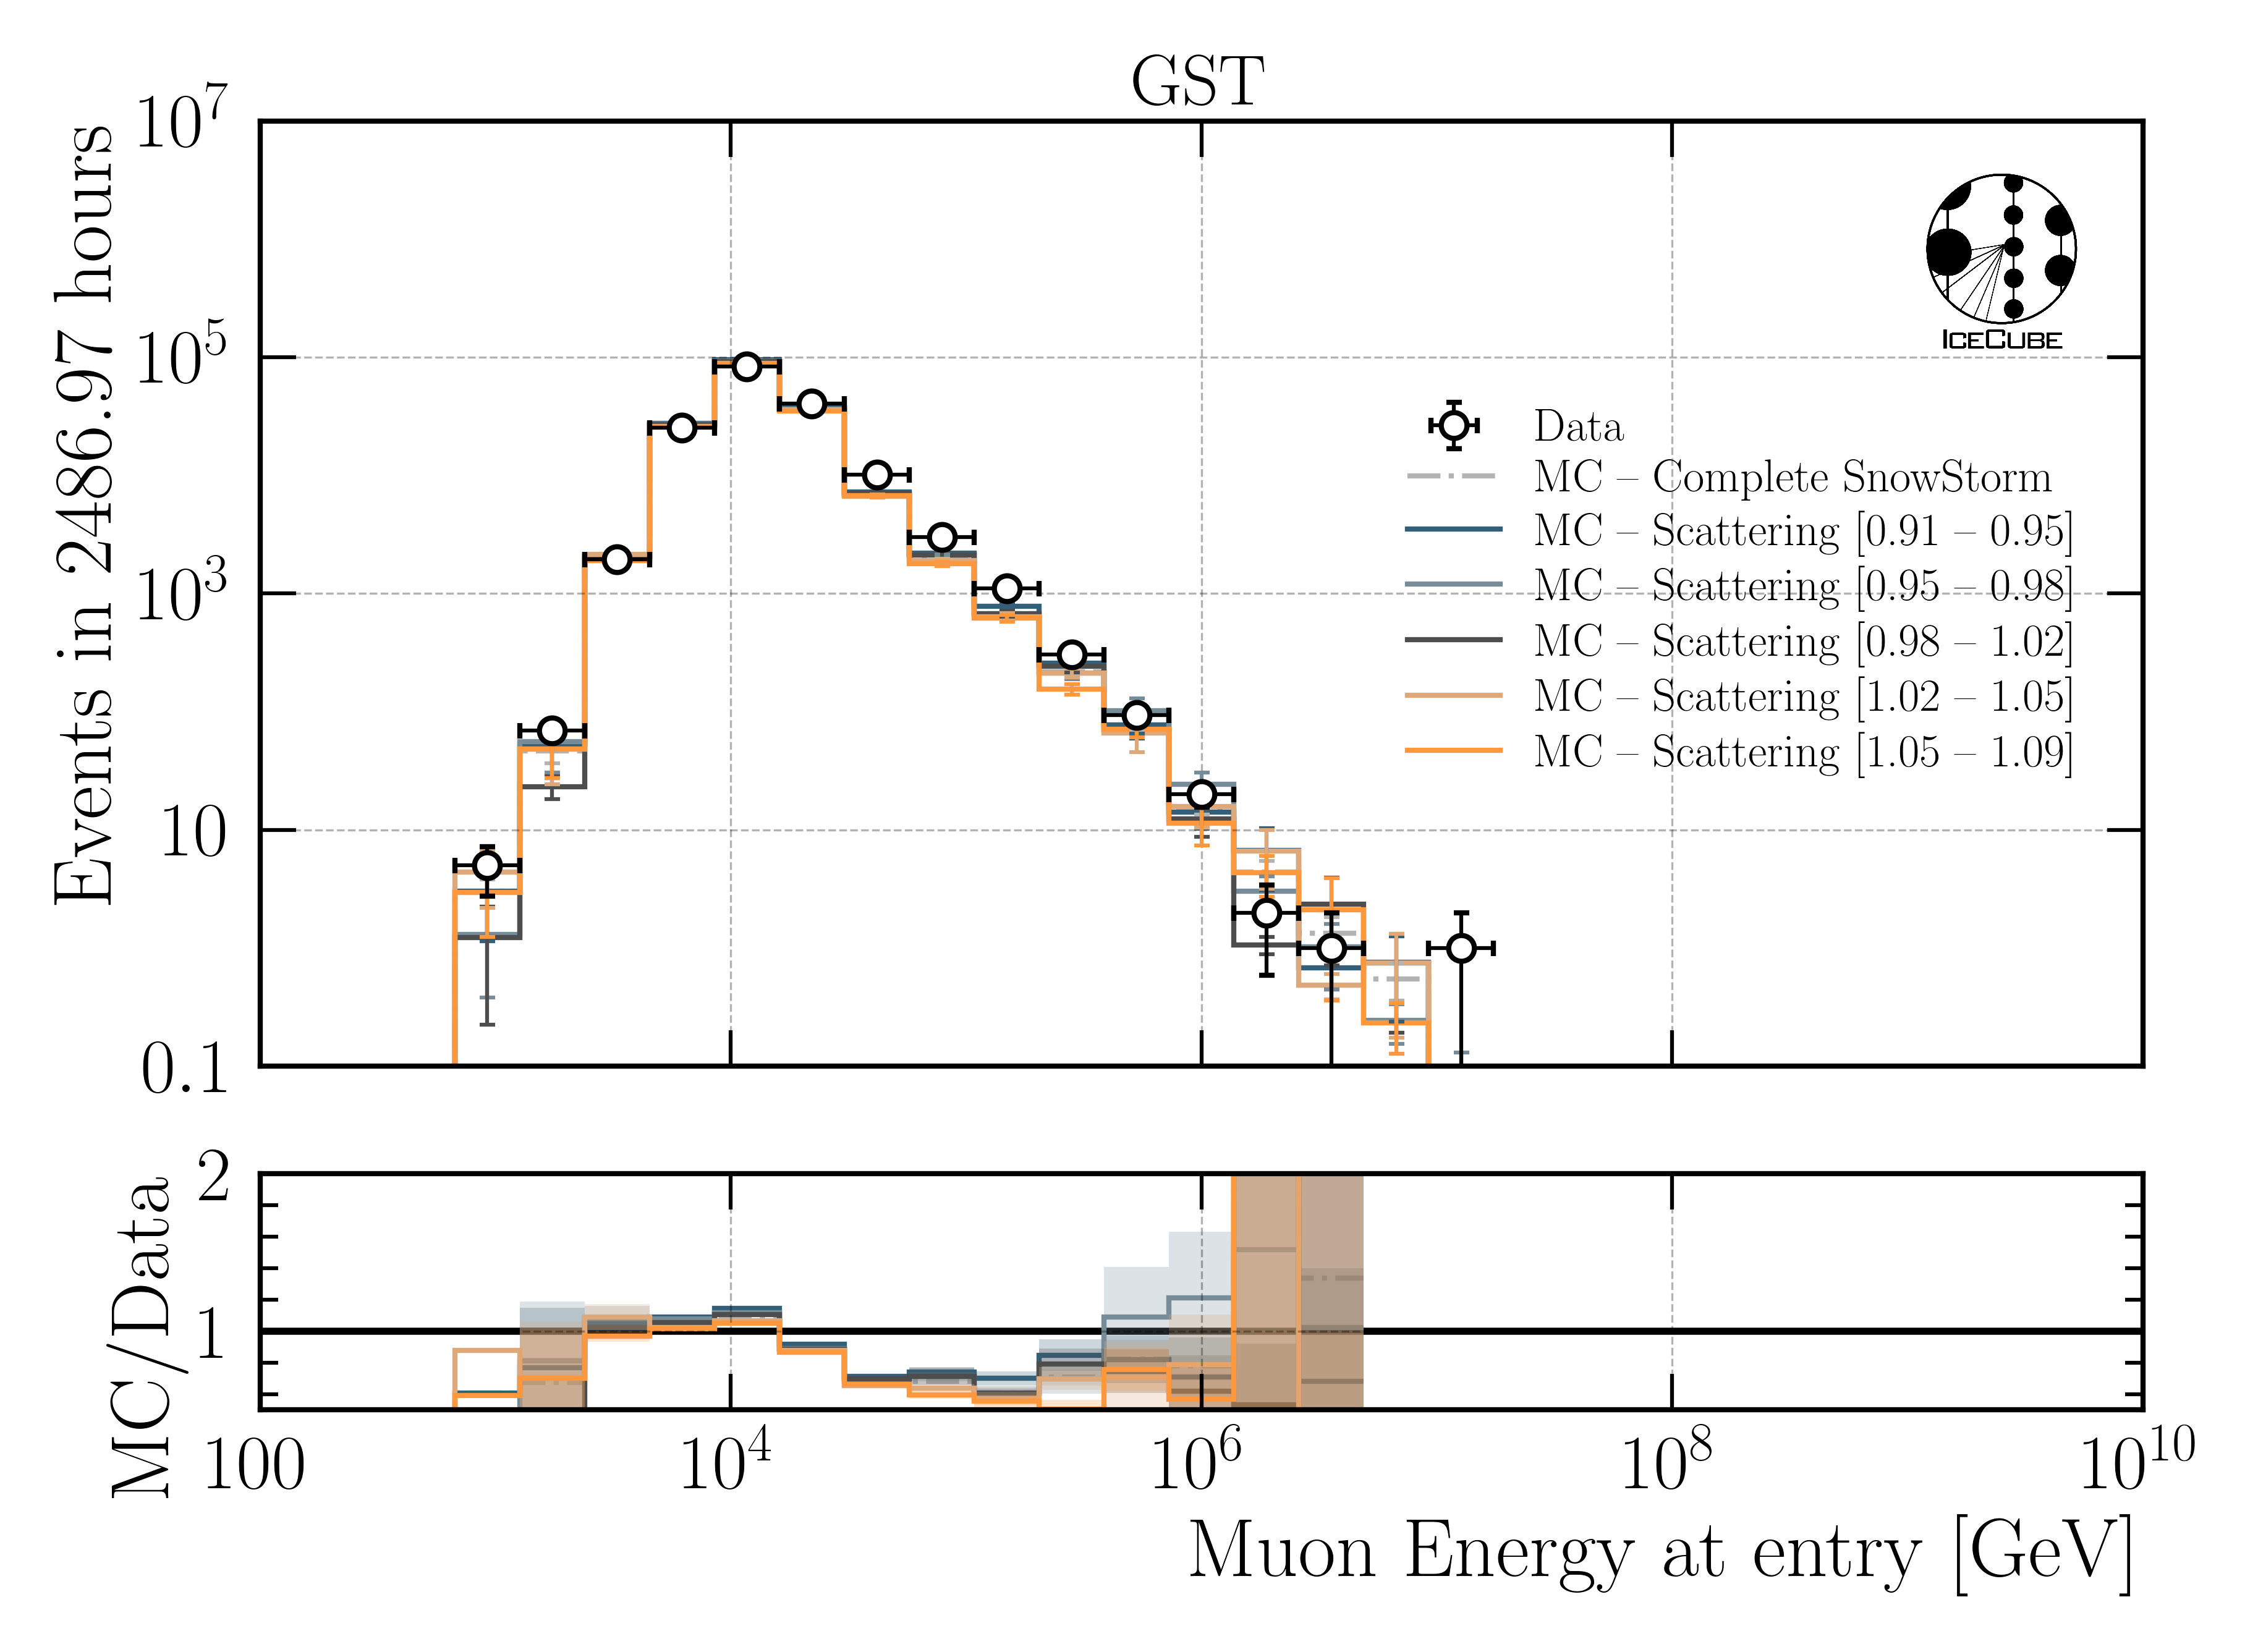 GST
10^7
10^5
10^3
10
0.1
Events in 2486.97 hours
IceCube
Data
MC – Complete SnowStorm
MC – Scattering [0.91 – 0.95]
MC – Scattering [0.95 – 0.98]
MC – Scattering [0.98 – 1.02]
MC – Scattering [1.02 – 1.05]
MC – Scattering [1.05 – 1.09]
2
1
MC/Data
100 10^4 10^6 10^8 10^10
Muon Energy at entry [GeV]